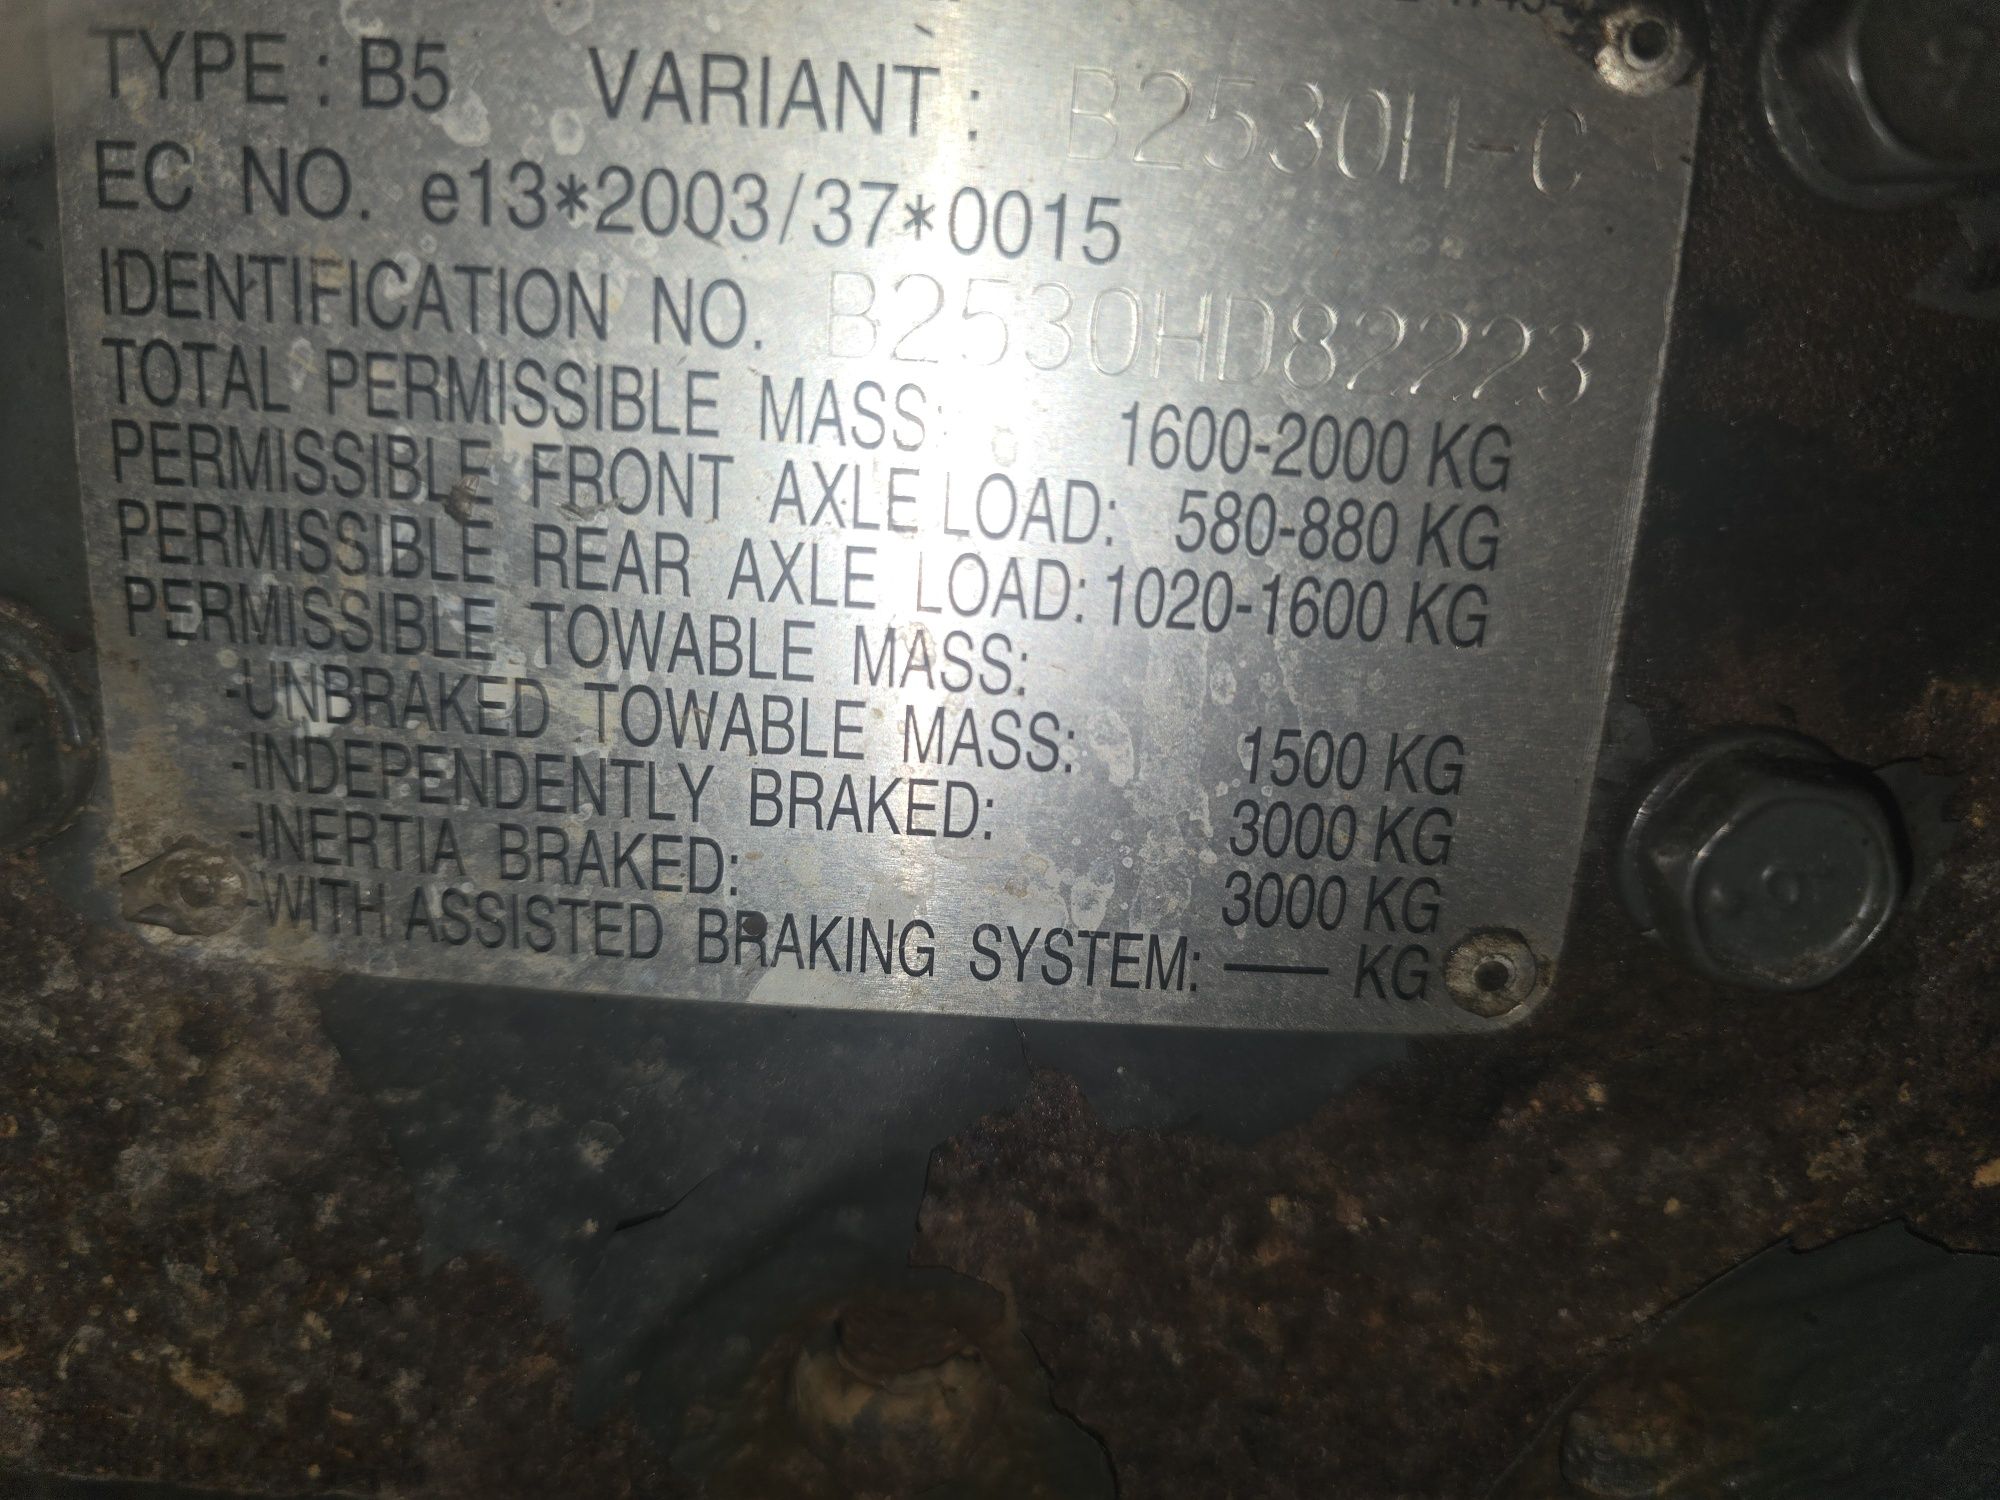 TYPE : B5 VARIANT : B2530H-C
EC NO. e13*2003/37*0015
IDENTIFICATION NO. B2530HD82223
TOTAL PERMISSIBLE MASS: 1600-2000 KG
PERMISSIBLE FRONT AXLE LOAD: 580-880 KG
PERMISSIBLE REAR AXLE LOAD: 1020-1600 KG
PERMISSIBLE TOWABLE MASS:
-UNBRAKED TOWABLE MASS: 1500 KG
-INDEPENDENTLY BRAKED: 3000 KG
-INERTIA BRAKED: 3000 KG
-WITH ASSISTED BRAKING SYSTEM: — KG